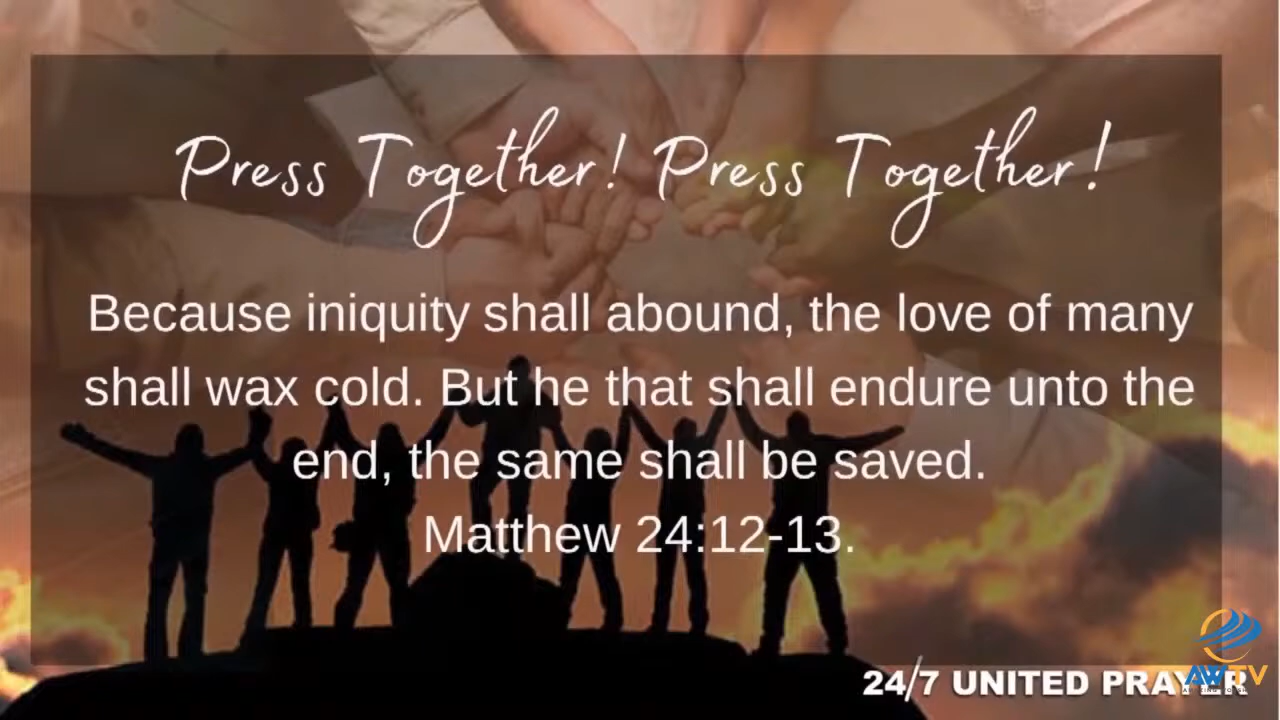 Press Together! Press Together!
Because iniquity shall abound, the love of many
shall wax cold. But he that shall endure unto the
end, the same shall be saved.
Matthew 24:12-13.
24/7 UNITED PRAYER
AWTV